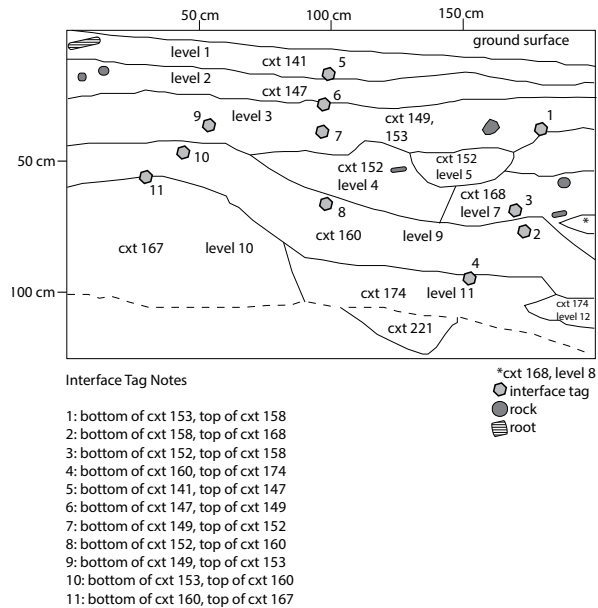 50 cm 100 cm 150 cm
ground surface
level 1
cxt 141 5
level 2
cxt 147 6
9 level 3 cxt 149, 1
153
7
10
50 cm
cxt 152 cxt 152
level 4 level 5
11
cxt 168
level 7 3
8
*
cxt 160 level 9 2
cxt 167 level 10
4
100 cm cxt 174 level 11
cxt 174
level 12
cxt 221
*cxt 168, level 8
interface tag
rock
root
Interface Tag Notes
1: bottom of cxt 153, top of cxt 158
2: bottom of cxt 158, top of cxt 168
3: bottom of cxt 152, top of cxt 158
4: bottom of cxt 160, top of cxt 174
5: bottom of cxt 141, top of cxt 147
6: bottom of cxt 147, top of cxt 149
7: bottom of cxt 149, top of cxt 152
8: bottom of cxt 152, top of cxt 160
9: bottom of cxt 149, top of cxt 153
10: bottom of cxt 153, top of cxt 160
11: bottom of cxt 160, top of cxt 167